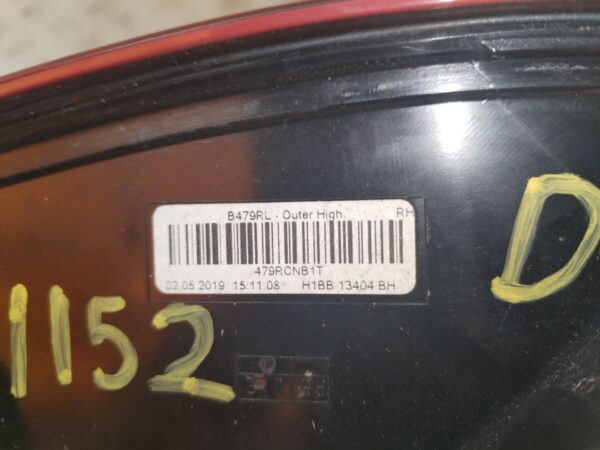 B479RL - Outer High RH
479RCNB1T
02.05.2019 15:11:08 H1BB 13404 BH
D
1152